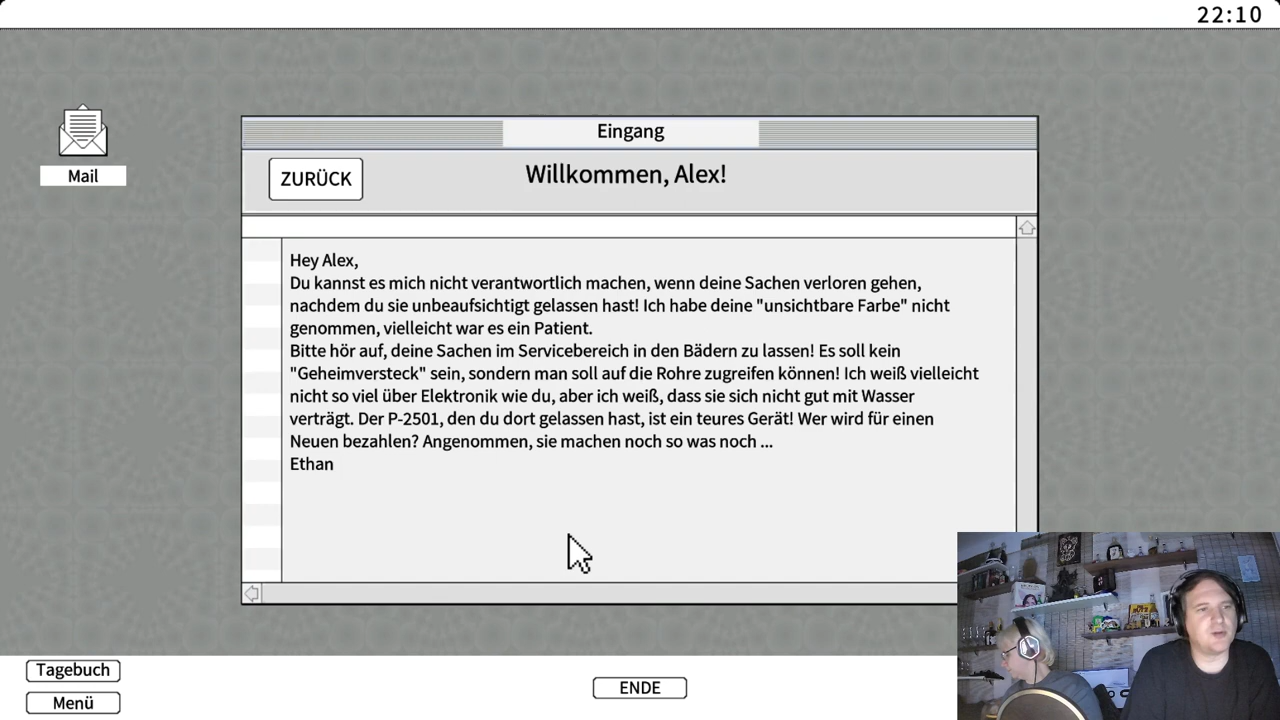 22:10
Eingang
Mail
ZURÜCK
Willkommen, Alex!
Hey Alex,
Du kannst es mich nicht verantwortlich machen, wenn deine Sachen verloren gehen,
nachdem du sie unbeaufsichtigt gelassen hast! Ich habe deine "unsichtbare Farbe" nicht
genommen, vielleicht war es ein Patient.
Bitte hör auf, deine Sachen im Servicebereich in den Bädern zu lassen! Es soll kein
"Geheimversteck" sein, sondern man soll auf die Rohre zugreifen können! Ich weiß vielleicht
nicht so viel über Elektronik wie du, aber ich weiß, dass sie sich nicht gut mit Wasser
verträgt. Der P-2501, den du dort gelassen hast, ist ein teures Gerät! Wer wird für einen
Neuen bezahlen? Angenommen, sie machen noch so was noch ...
Ethan
Tagebuch
Menü
ENDE